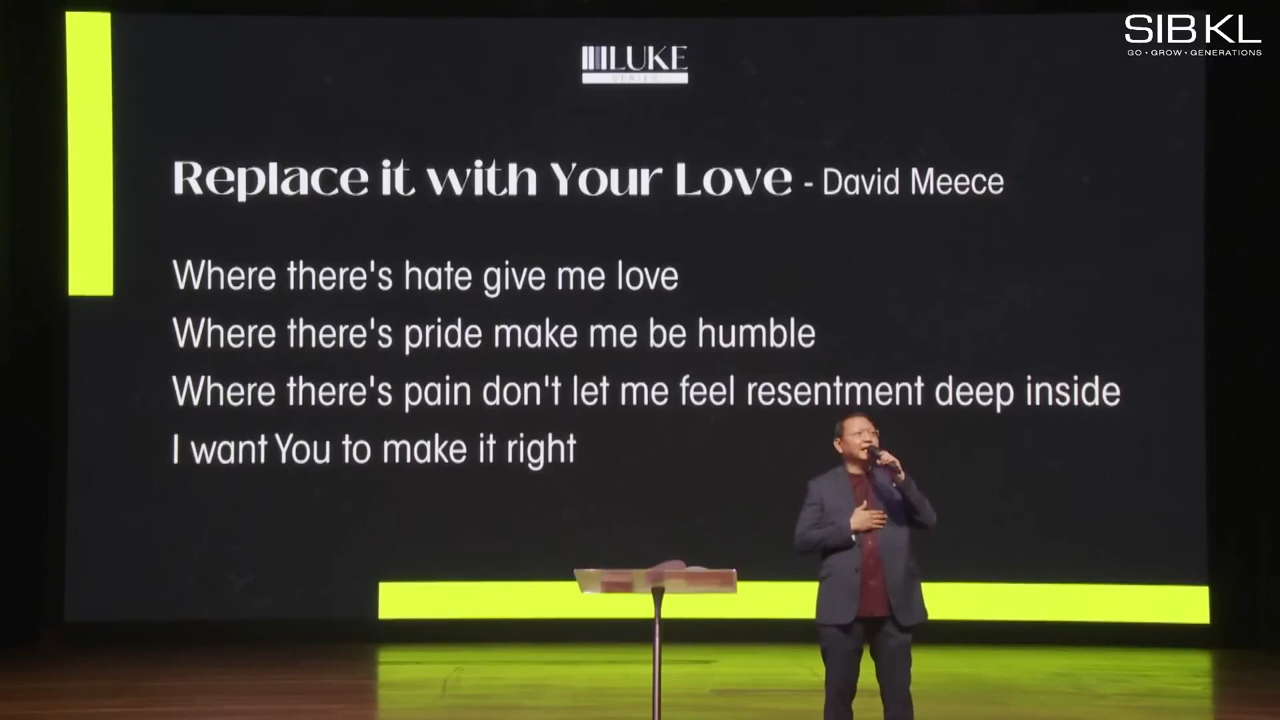 SIBKL
GO • GROW • GENERATIONS
LUKE
SERIES
Replace it with Your Love - David Meece
Where there's hate give me love
Where there's pride make me be humble
Where there's pain don't let me feel resentment deep inside
I want You to make it right